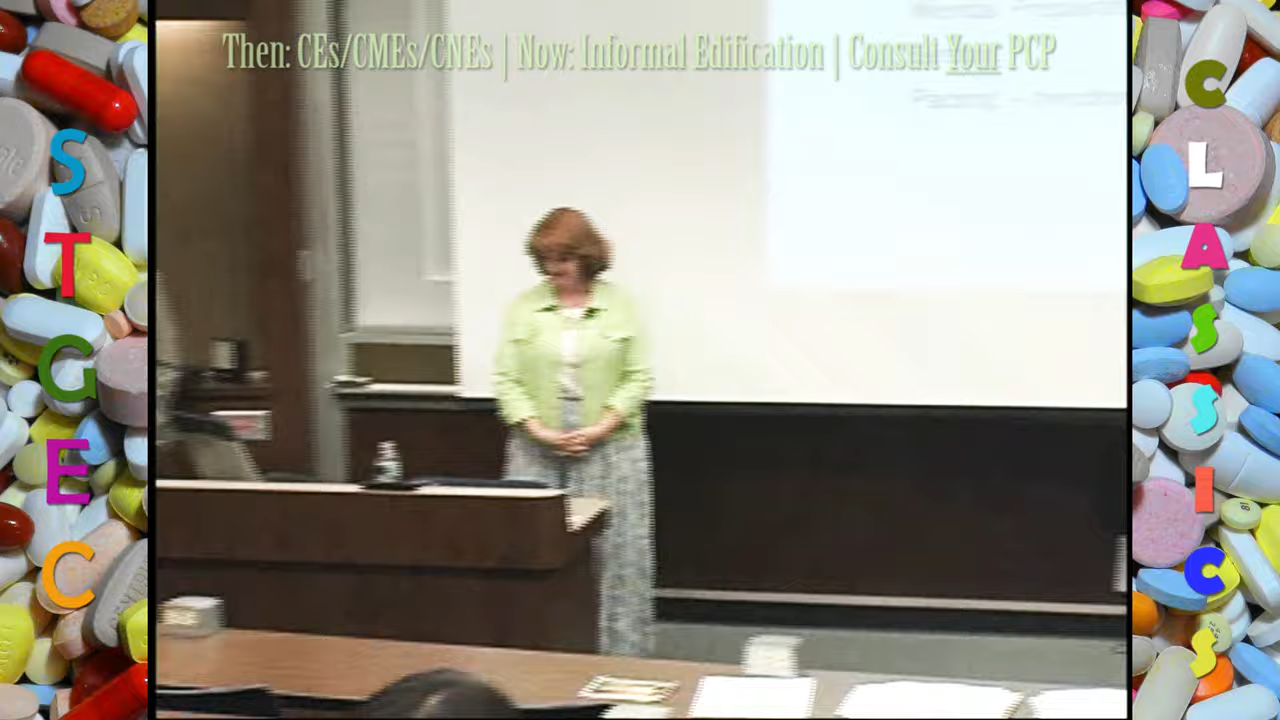 Then: CEs/CMEs/CNEs | Now: Informal Edification | Consult Your PCP
STGEC
CLASSICS